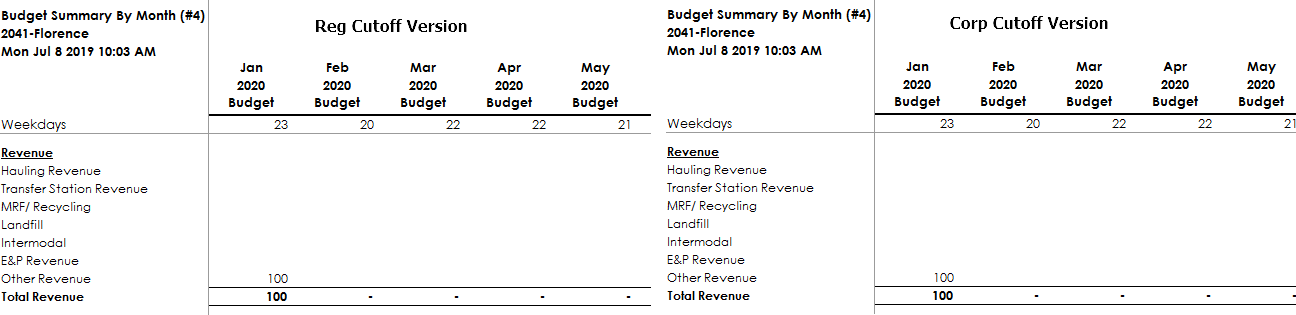 Budget Summary By Month (#4)
2041-Florence
Mon Jul 8 2019 10:03 AM
Reg Cutoff Version
Jan Feb Mar Apr May
2020 2020 2020 2020 2020
Budget Budget Budget Budget Budget
Weekdays 23 20 22 22 21
Revenue
Hauling Revenue
Transfer Station Revenue
MRF/ Recycling
Landfill
Intermodal
E&P Revenue
Other Revenue 100
Total Revenue 100 - - - -
Budget Summary By Month (#4)
2041-Florence
Mon Jul 8 2019 10:03 AM
Corp Cutoff Version
Jan Feb Mar Apr May
2020 2020 2020 2020 2020
Budget Budget Budget Budget Budget
Weekdays 23 20 22 22 21
Revenue
Hauling Revenue
Transfer Station Revenue
MRF/ Recycling
Landfill
Intermodal
E&P Revenue
Other Revenue 100
Total Revenue 100 - - - -